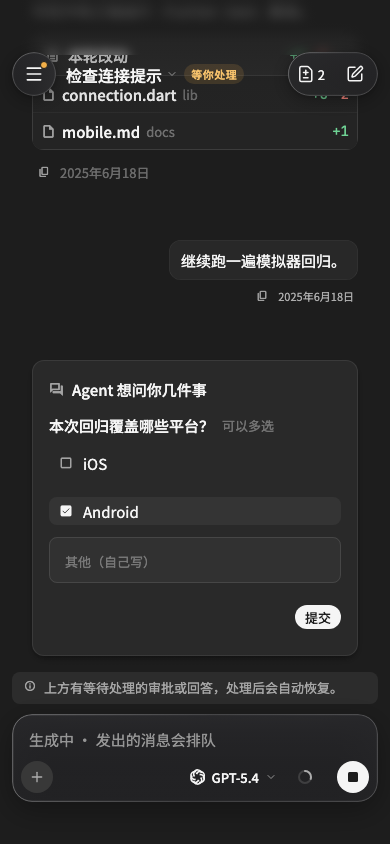 本轮改动
检查连接提示 等你处理 2
connection.dart lib
mobile.md docs +1
2025年6月18日
继续跑一遍模拟器回归。
2025年6月18日
Agent 想问你几件事
本次回归覆盖哪些平台? 可以多选
iOS
Android
其他（自己写）
提交
上方有等待处理的审批或回答，处理后会自动恢复。
生成中 · 发出的消息会排队
GPT-5.4